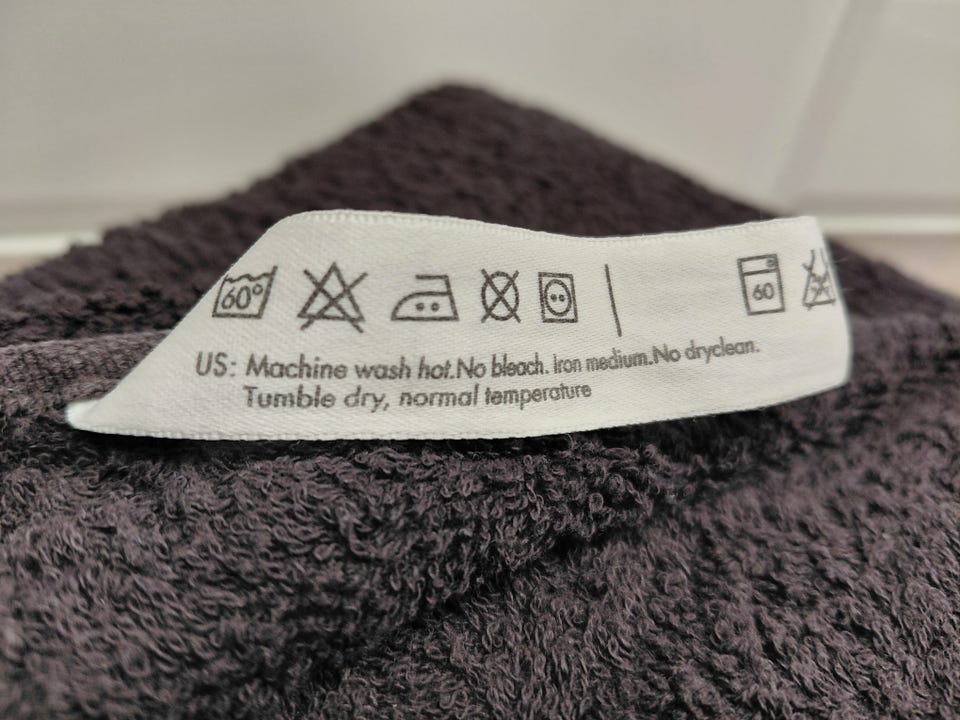 60° 60
US: Machine wash hot.No bleach. Iron medium.No dryclean.
Tumble dry, normal temperature